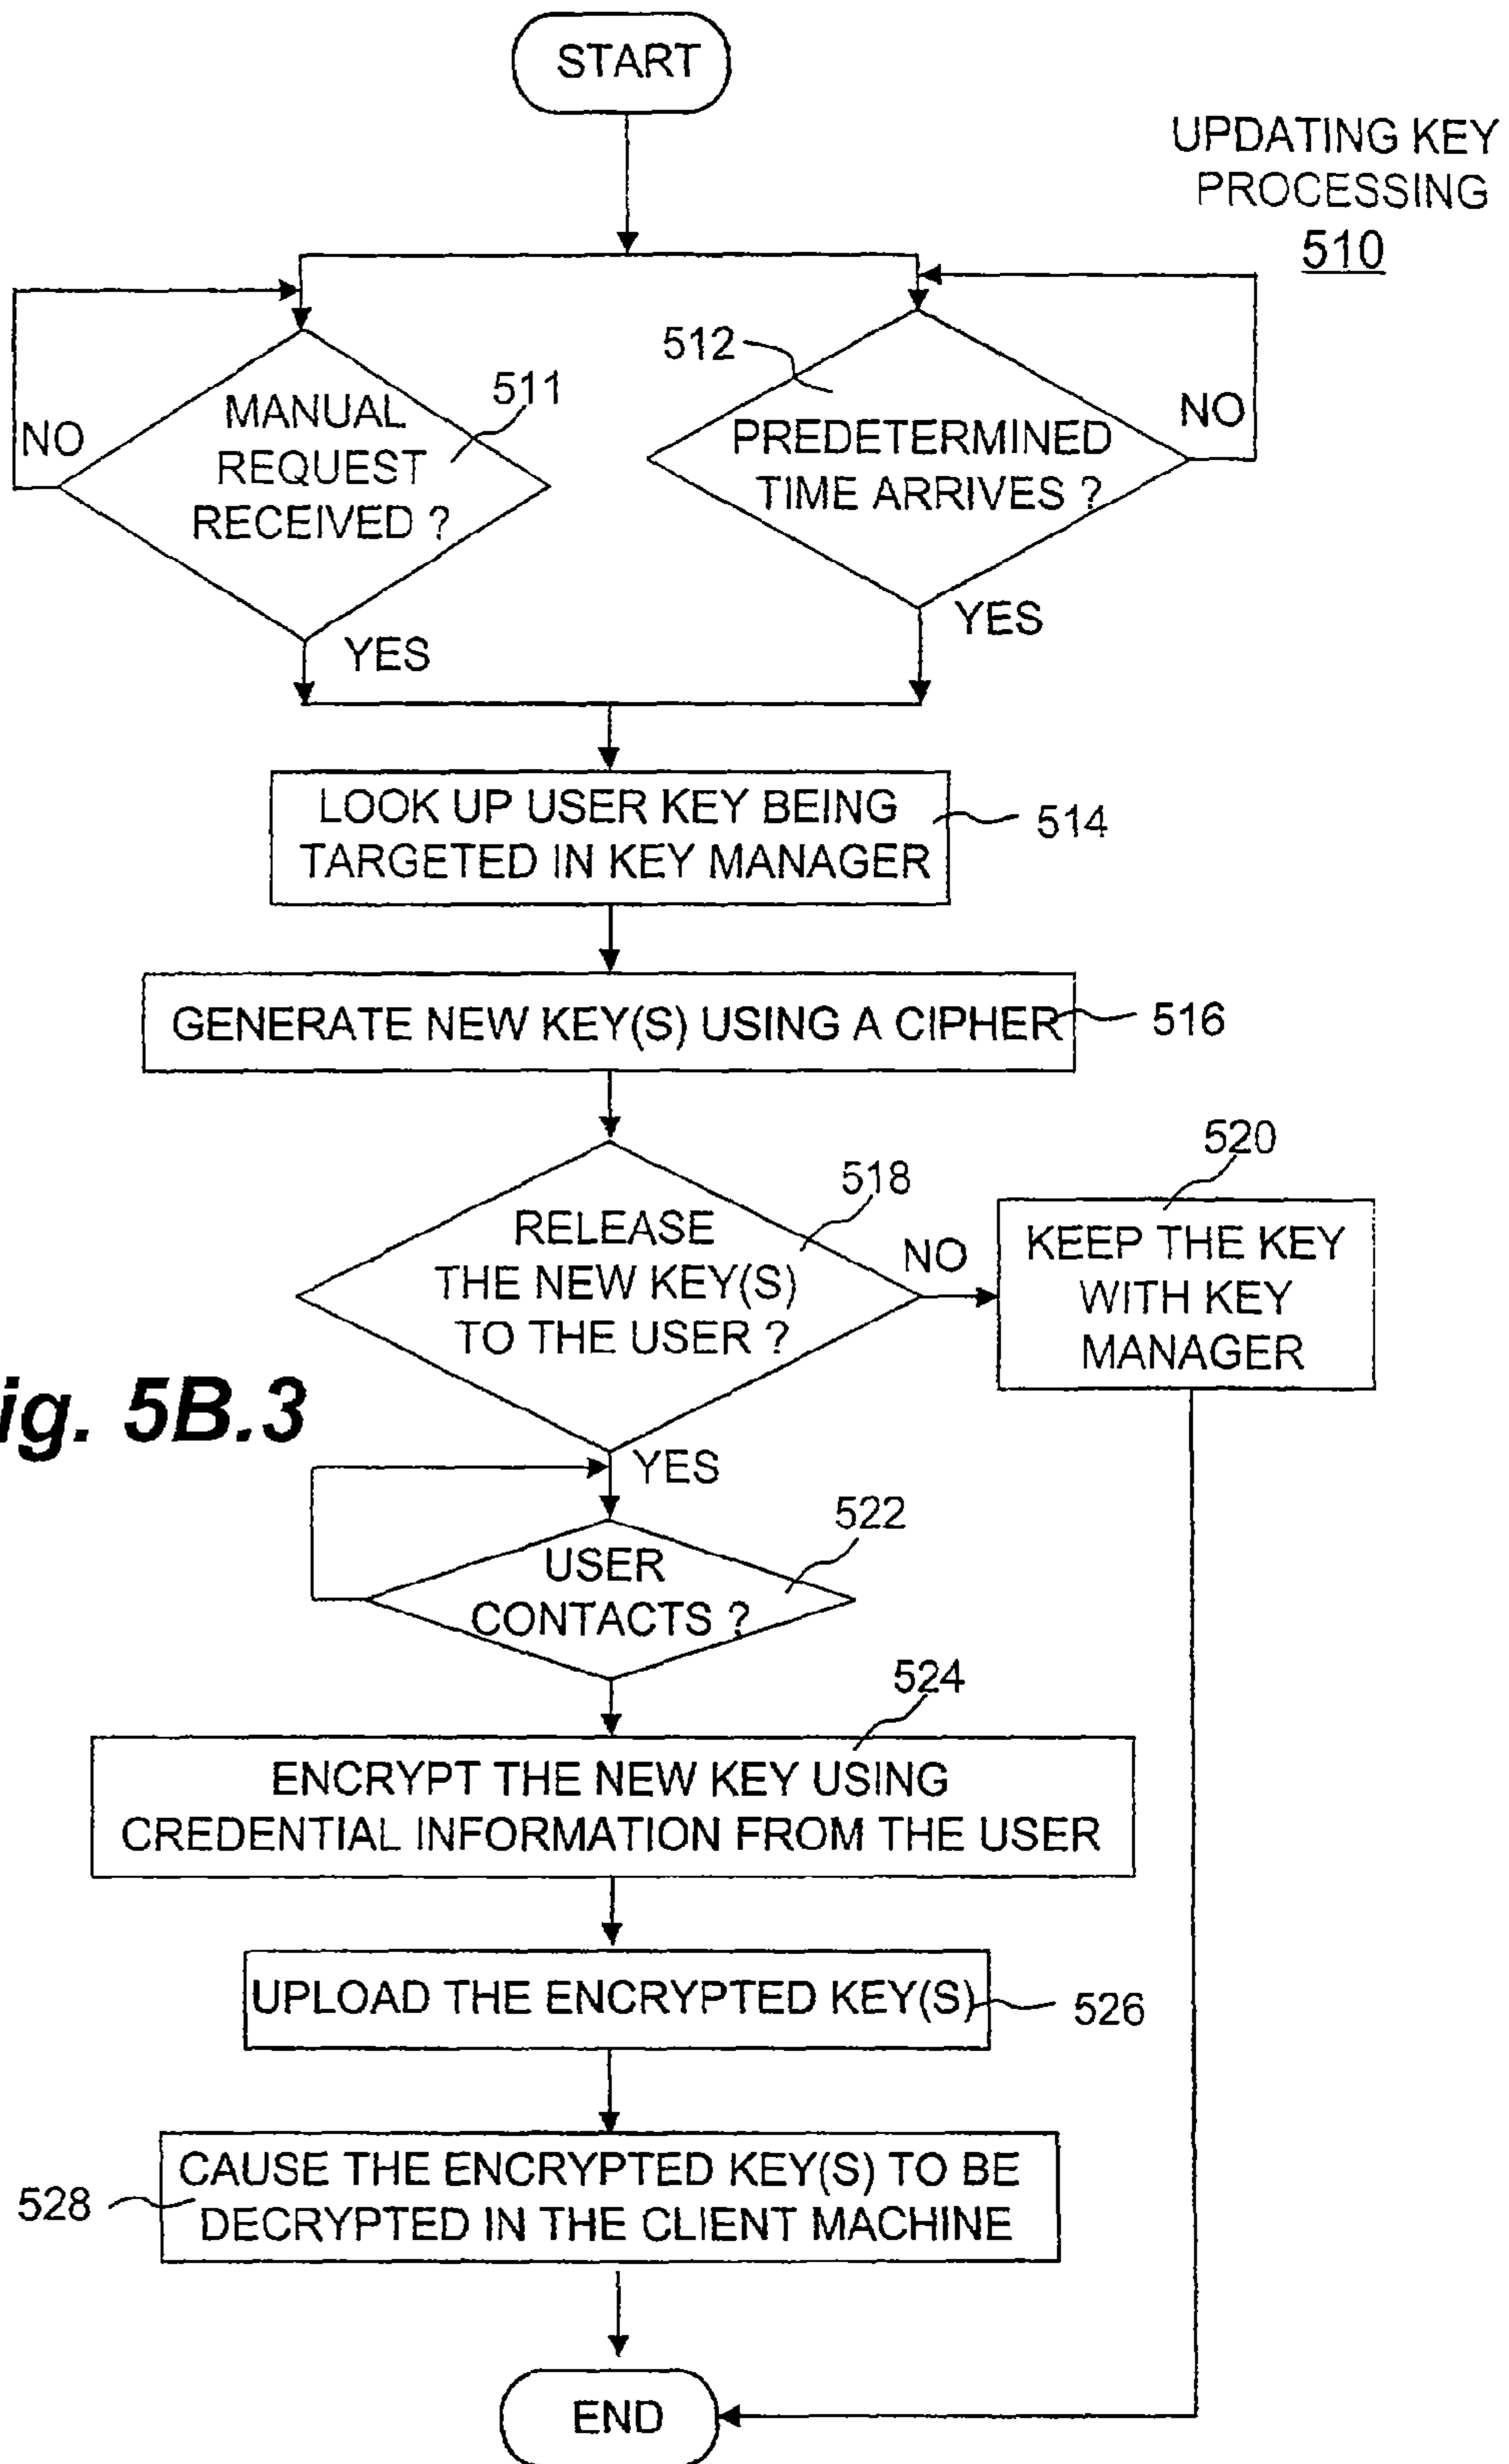 START
UPDATING KEY
PROCESSING
510
512
511
NO
MANUAL
REQUEST
RECEIVED ?
PREDETERMINED
TIME ARRIVES ?
NO
YES
YES
LOOK UP USER KEY BEING
TARGETED IN KEY MANAGER
514
GENERATE NEW KEY(S) USING A CIPHER
516
518
520
RELEASE
THE NEW KEY(S)
TO THE USER ?
NO
KEEP THE KEY
WITH KEY
MANAGER
ig. 5B.3
YES
522
USER
CONTACTS ?
524
ENCRYPT THE NEW KEY USING
CREDENTIAL INFORMATION FROM THE USER
UPLOAD THE ENCRYPTED KEY(S)
526
CAUSE THE ENCRYPTED KEY(S) TO BE
DECRYPTED IN THE CLIENT MACHINE
528
END